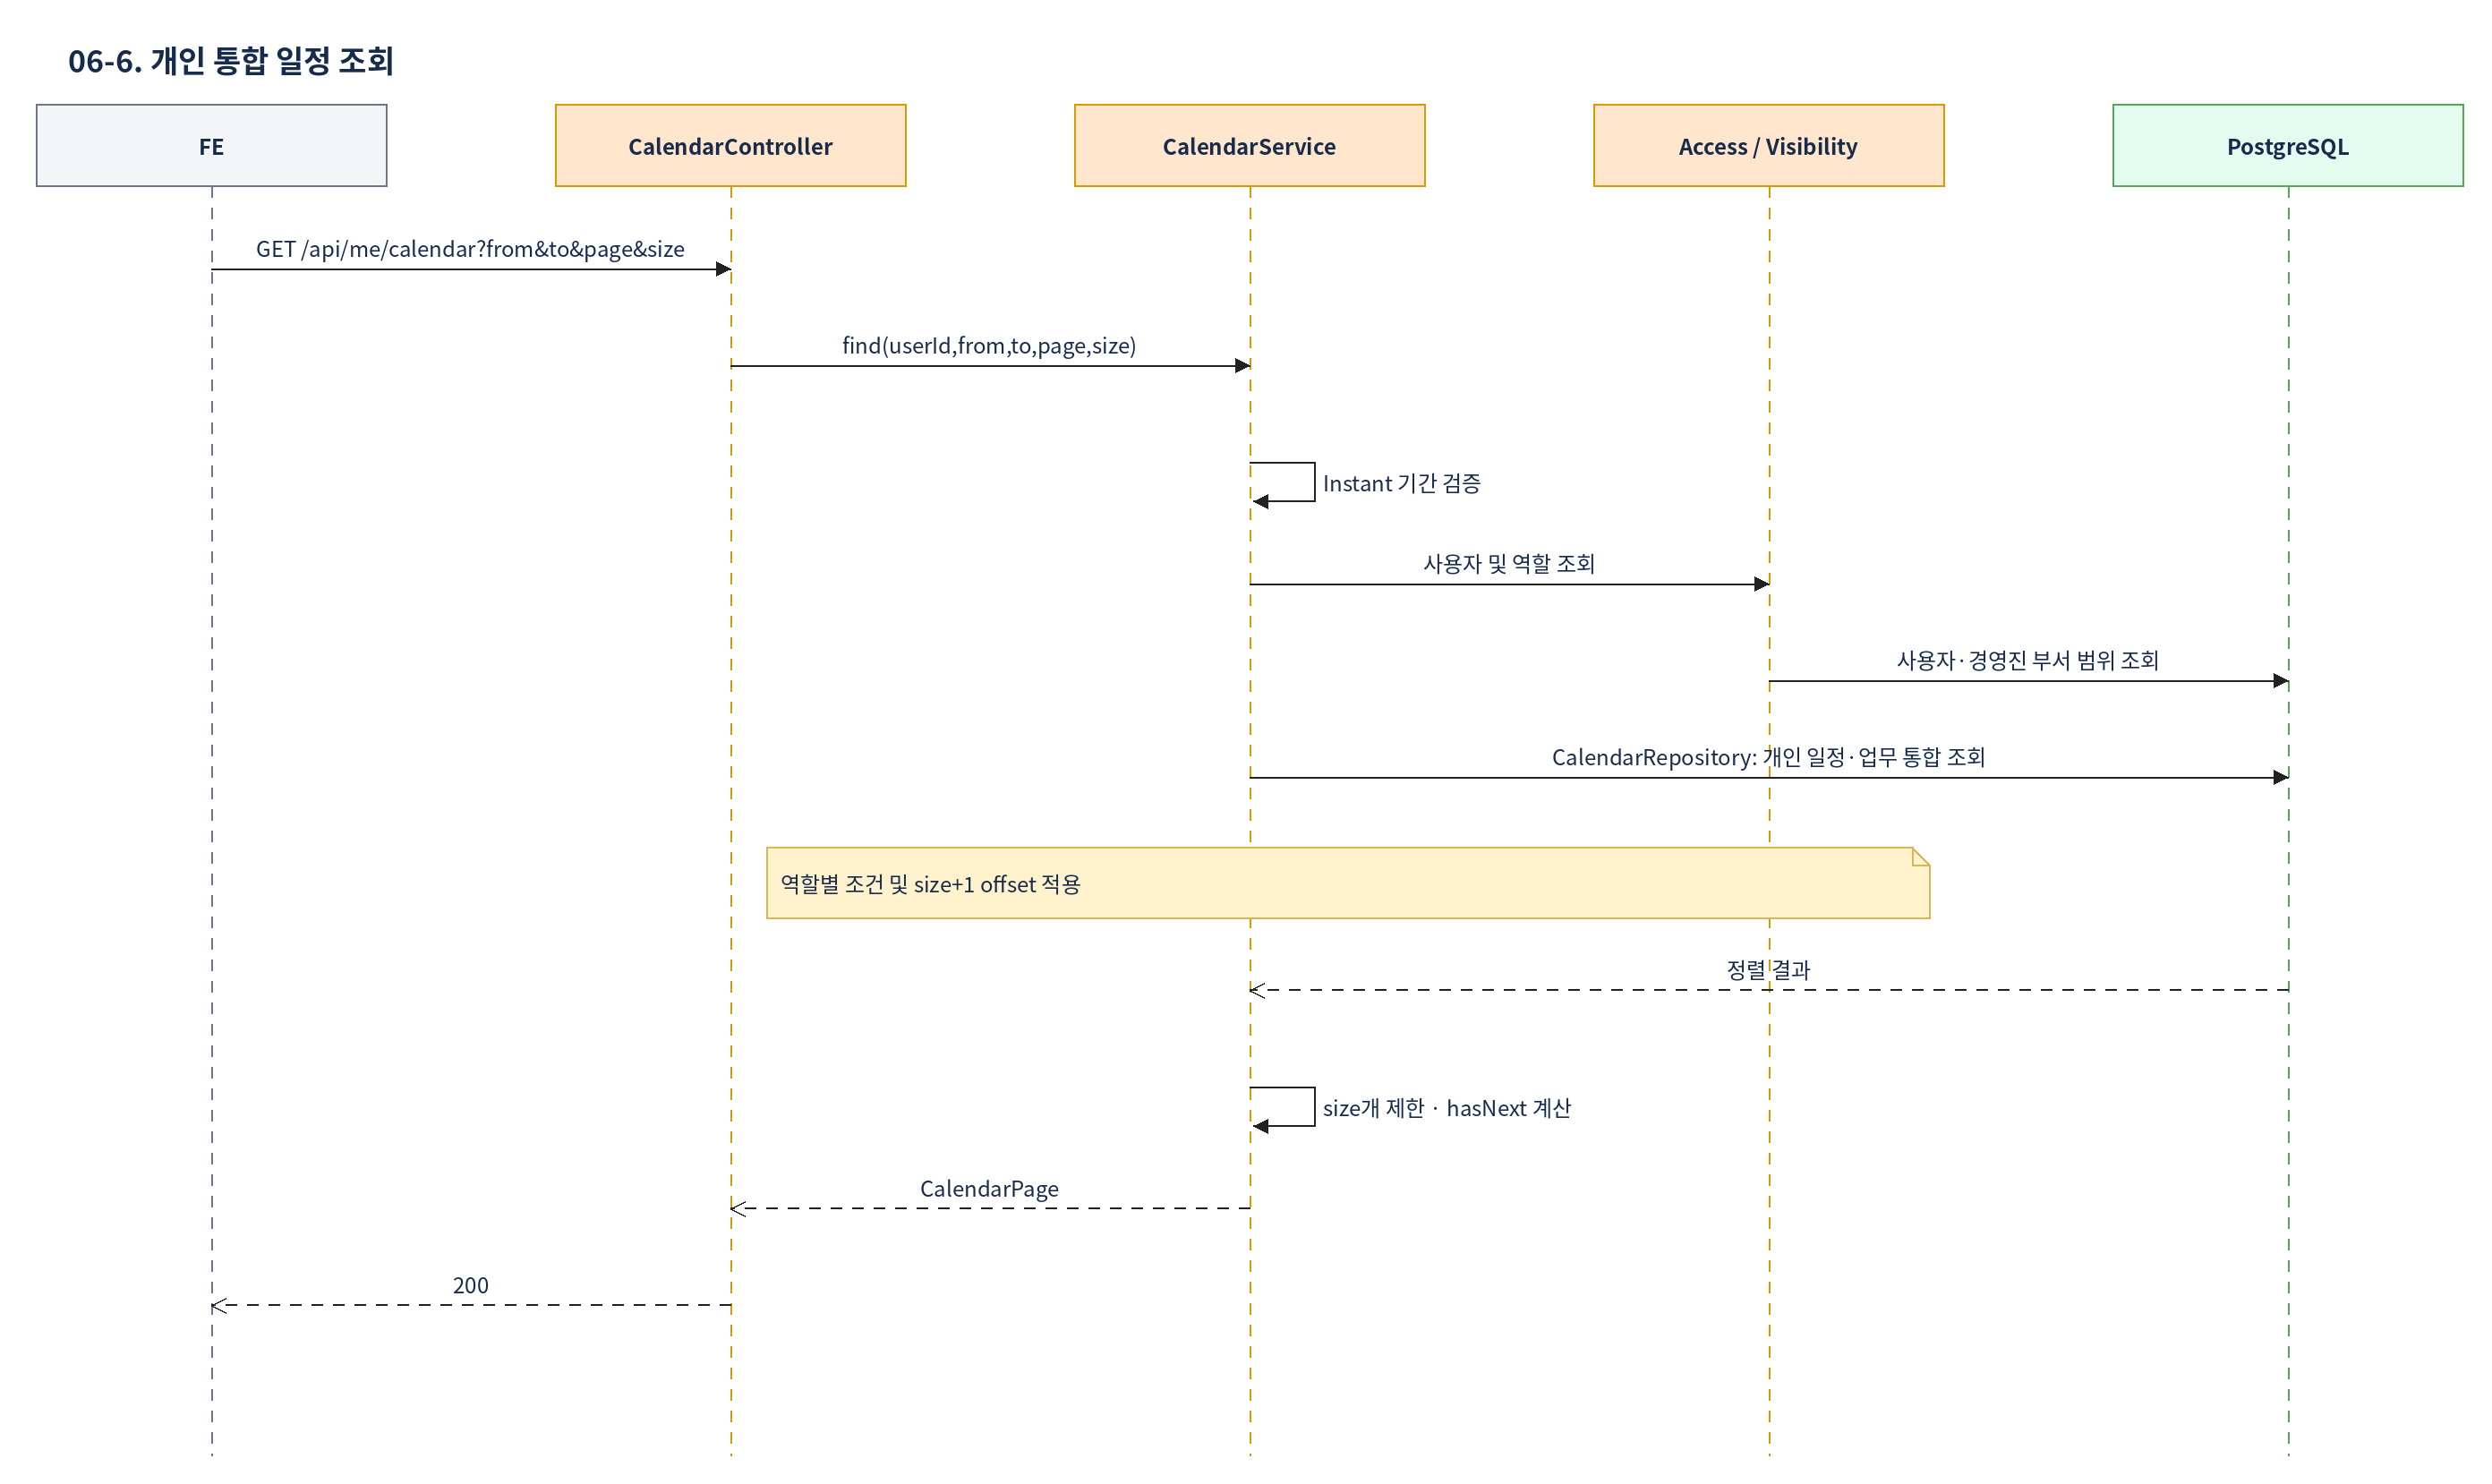 06-6. 개인 통합 일정 조회
FE
CalendarController
CalendarService
Access / Visibility
PostgreSQL
GET /api/me/calendar?from&to&page&size
find(userId,from,to,page,size)
Instant 기간 검증
사용자 및 역할 조회
사용자·경영진 부서 범위 조회
CalendarRepository: 개인 일정·업무 통합 조회
역할별 조건 및 size+1 offset 적용
정렬 결과
size개 제한 · hasNext 계산
CalendarPage
200